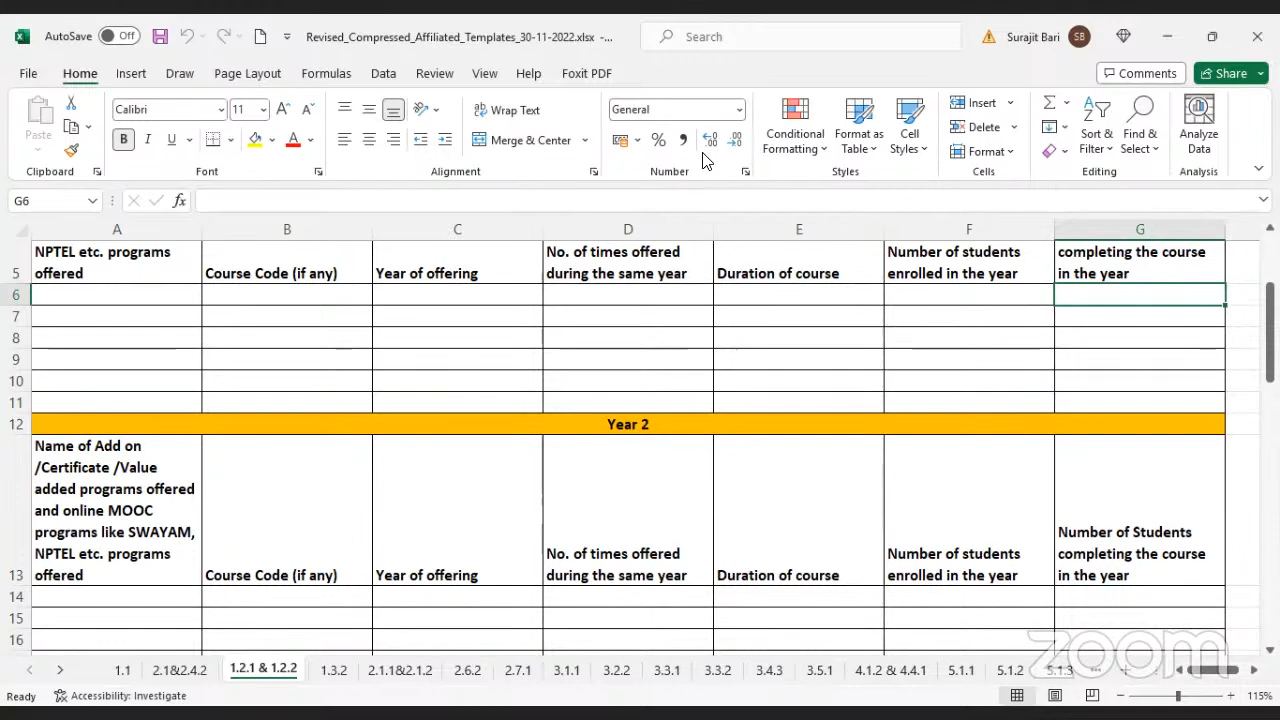 AutoSave Off Revised_Compressed_Affiliated_Templates_30-11-2022.xlsx -... Search Surajit Bari SB
File Home Insert Draw Page Layout Formulas Data Review View Help Foxit PDF Comments Share
Calibri 11 Wrap Text General Insert
Paste B I U A Merge & Center % Conditional Formatting Format as Table Cell Styles Delete Sort & Filter Find & Select Analyze Data
Format
Clipboard Font Alignment Number Styles Cells Editing Analysis
G6 fx
A B C D E F G
NPTEL etc. programs No. of times offered Number of students completing the course
5 offered Course Code (if any) Year of offering during the same year Duration of course enrolled in the year in the year
6
7
8
9
10
11
12 Year 2
Name of Add on
/Certificate /Value
added programs offered
and online MOOC
programs like SWAYAM, Number of Students
NPTEL etc. programs No. of times offered Number of students completing the course
13 offered Course Code (if any) Year of offering during the same year Duration of course enrolled in the year in the year
14
15
16
zoom
1.1 2.1&2.4.2 1.2.1 & 1.2.2 1.3.2 2.1.1&2.1.2 2.6.2 2.7.1 3.1.1 3.2.2 3.3.1 3.3.2 3.4.3 3.5.1 4.1.2 & 4.4.1 5.1.1 5.1.2 5.1.3 ...
Ready Accessibility: Investigate 115%